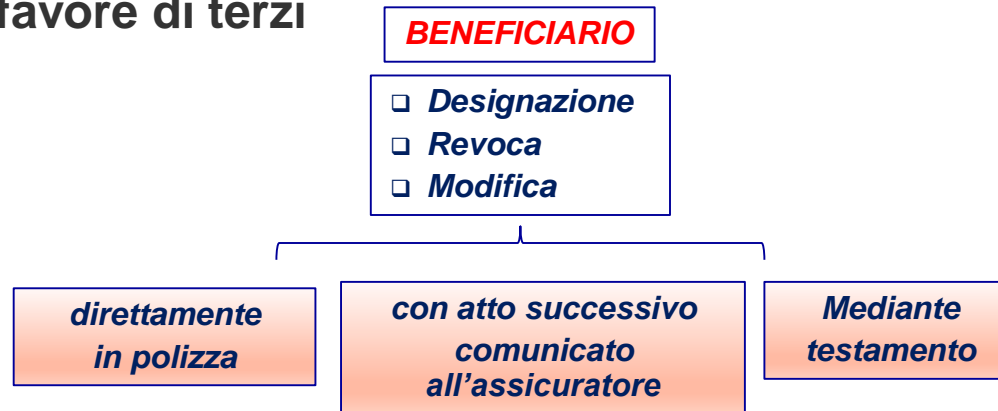 favore di terzi
BENEFICIARIO
Designazione
Revoca
Modifica
direttamente
in polizza
con atto successivo
comunicato
all'assicuratore
Mediante
testamento